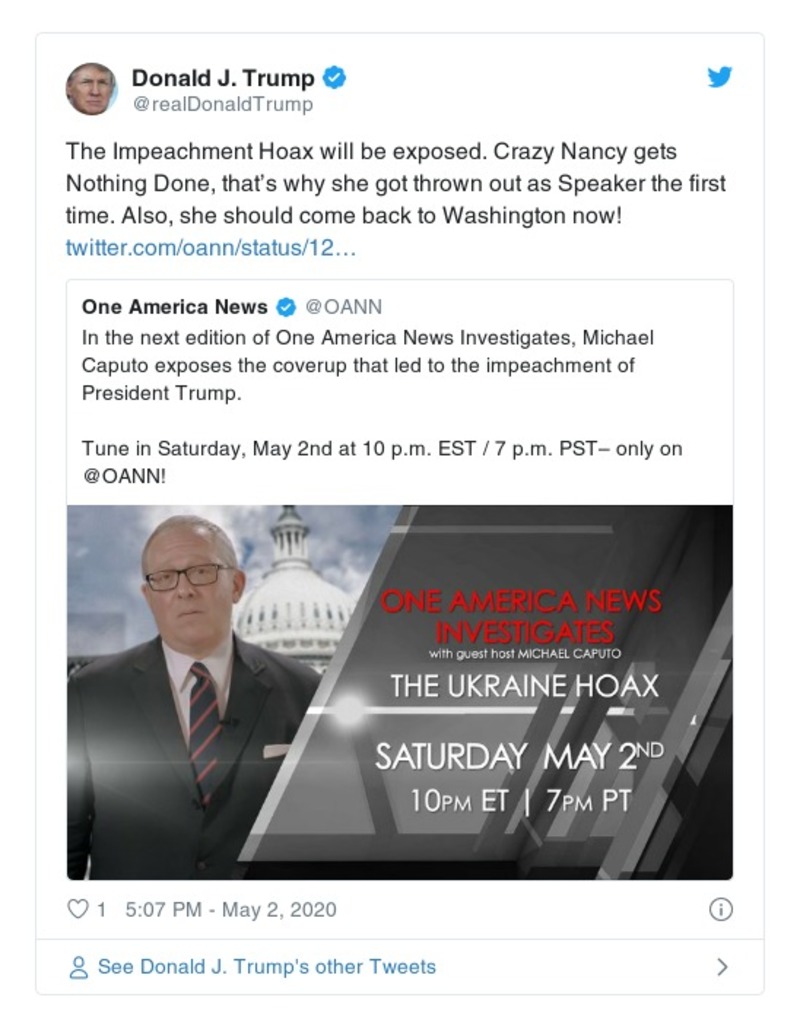 Donald J. Trump
@realDonaldTrump
The Impeachment Hoax will be exposed. Crazy Nancy gets
Nothing Done, that’s why she got thrown out as Speaker the first
time. Also, she should come back to Washington now!
twitter.com/oann/status/12…
One America News @OANN
In the next edition of One America News Investigates, Michael
Caputo exposes the coverup that led to the impeachment of
President Trump.
Tune in Saturday, May 2nd at 10 p.m. EST / 7 p.m. PST– only on
@OANN!
ONE AMERICA NEWS
INVESTIGATES
with guest host MICHAEL CAPUTO
THE UKRAINE HOAX
SATURDAY MAY 2ND
10PM ET | 7PM PT
1 5:07 PM - May 2, 2020
See Donald J. Trump's other Tweets